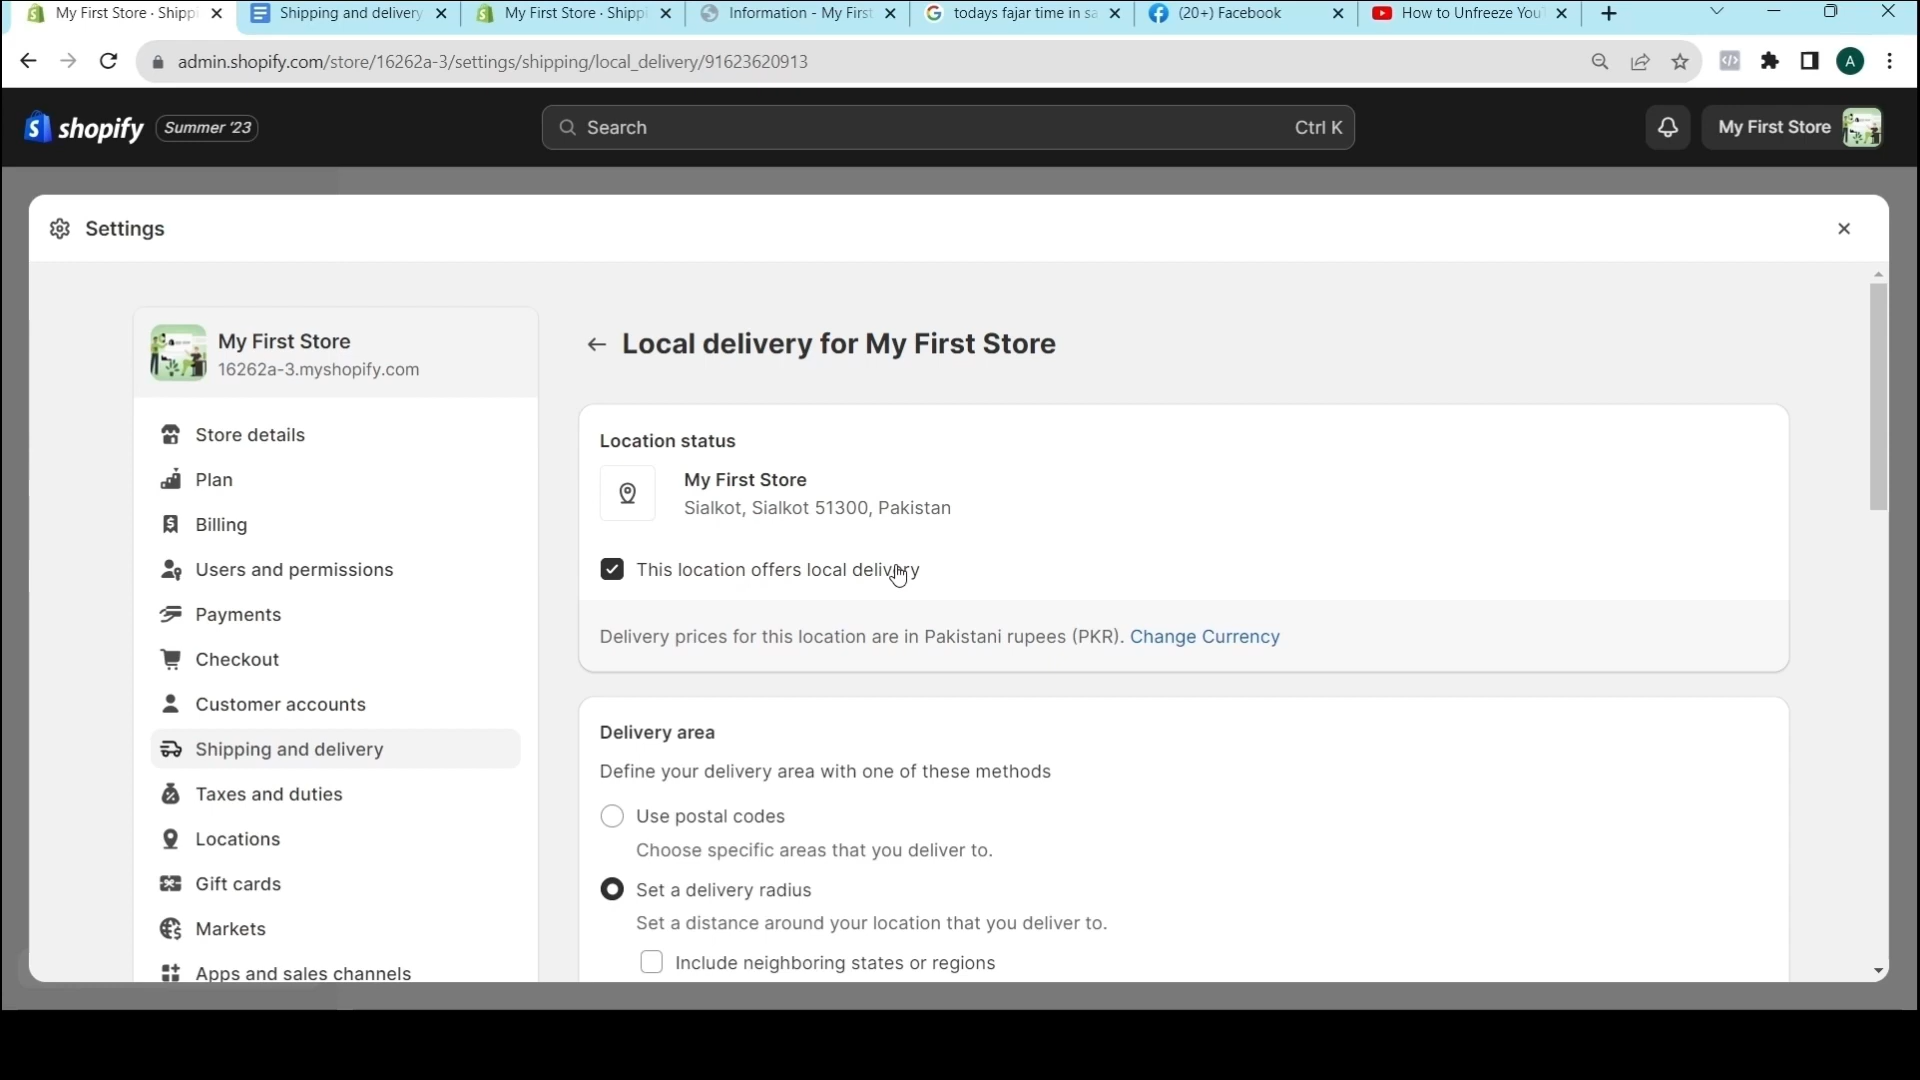 My First Store · Shippi
Shipping and delivery
My First Store · Shippi
Information - My First
todays fajar time in sa
(20+) Facebook
How to Unfreeze You
admin.shopify.com/store/16262a-3/settings/shipping/local_delivery/91623620913
A
shopify
Summer '23
Search
Ctrl K
My First Store
Settings
My First Store
16262a-3.myshopify.com
Store details
Plan
Billing
Users and permissions
Payments
Checkout
Customer accounts
Shipping and delivery
Taxes and duties
Locations
Gift cards
Markets
Apps and sales channels
Local delivery for My First Store
Location status
My First Store
Sialkot, Sialkot 51300, Pakistan
This location offers local delivery
Delivery prices for this location are in Pakistani rupees (PKR). Change Currency
Delivery area
Define your delivery area with one of these methods
Use postal codes
Choose specific areas that you deliver to.
Set a delivery radius
Set a distance around your location that you deliver to.
Include neighboring states or regions